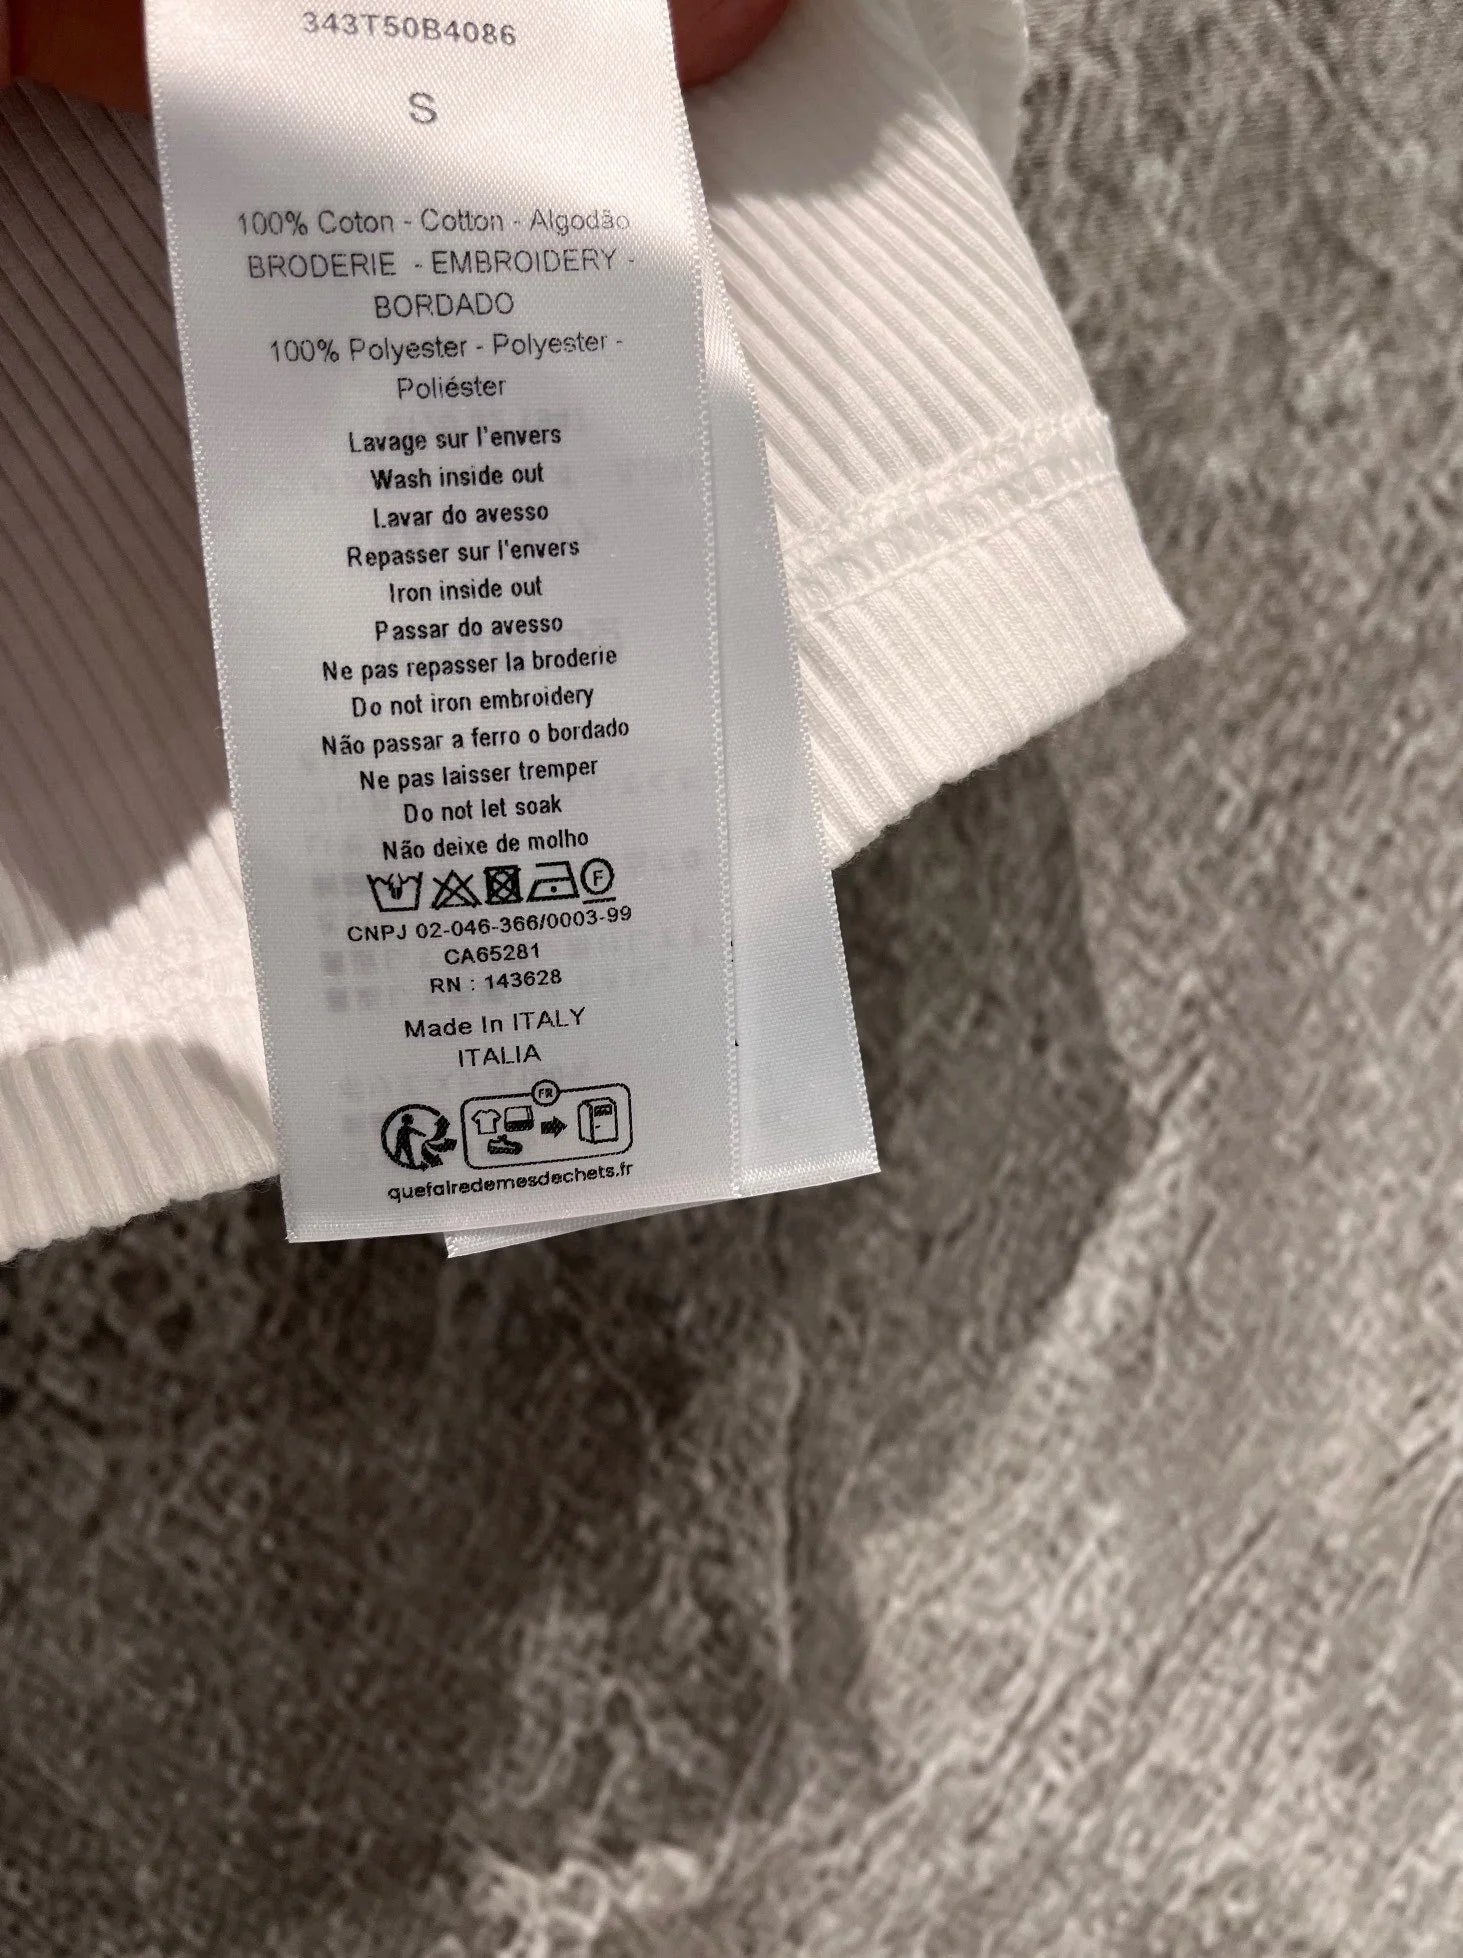 343T50B4086
S
100% Coton - Cotton - Algodão
BRODERIE - EMBROIDERY -
BORDADO
100% Polyester - Polyester -
Poliéster
Lavage sur l'envers
Wash inside out
Lavar do avesso
Repasser sur l'envers
Iron inside out
Passar do avesso
Ne pas repasser la broderie
Do not iron embroidery
Não passar a ferro o bordado
Ne pas laisser tremper
Do not let soak
Não deixe de molho
F
CNPJ 02-046-366/0003-99
CA65281
RN : 143628
Made In ITALY
ITALIA
FR
quefairedemesdechets.fr